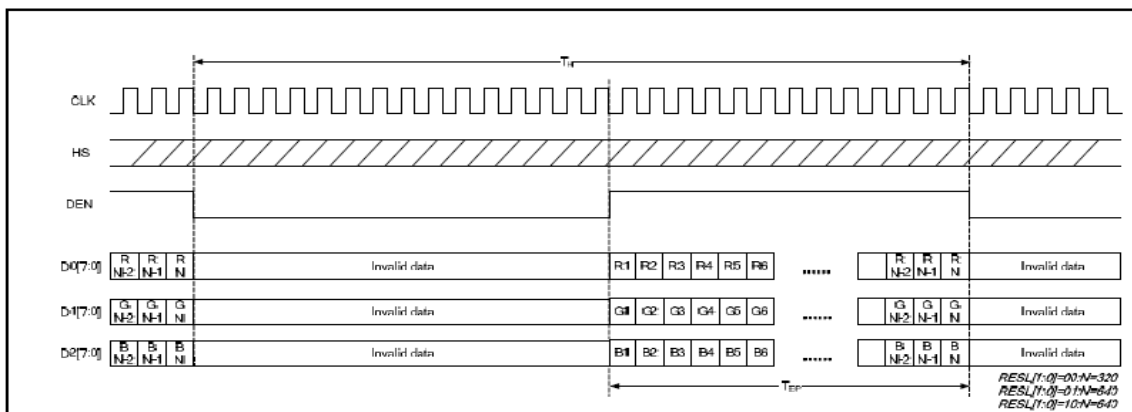 TH
CLK
HS
DEN
D0[7:0] R N-2 R N-1 R N Invalid data R1 R2 R3 R4 R5 R6 ...... R N-2 R N-1 R N Invalid data
D1[7:0] G N-2 G N-1 G N Invalid data G1 G2 G3 G4 G5 G6 ...... G N-2 G N-1 G N Invalid data
D2[7:0] B N-2 B N-1 B N Invalid data B1 B2 B3 B4 B5 B6 ...... B N-2 B N-1 B N Invalid data
TEP
RESL[1:0]=00:N=320
RESL[1:0]=01:N=640
RESL[1:0]=10:N=640